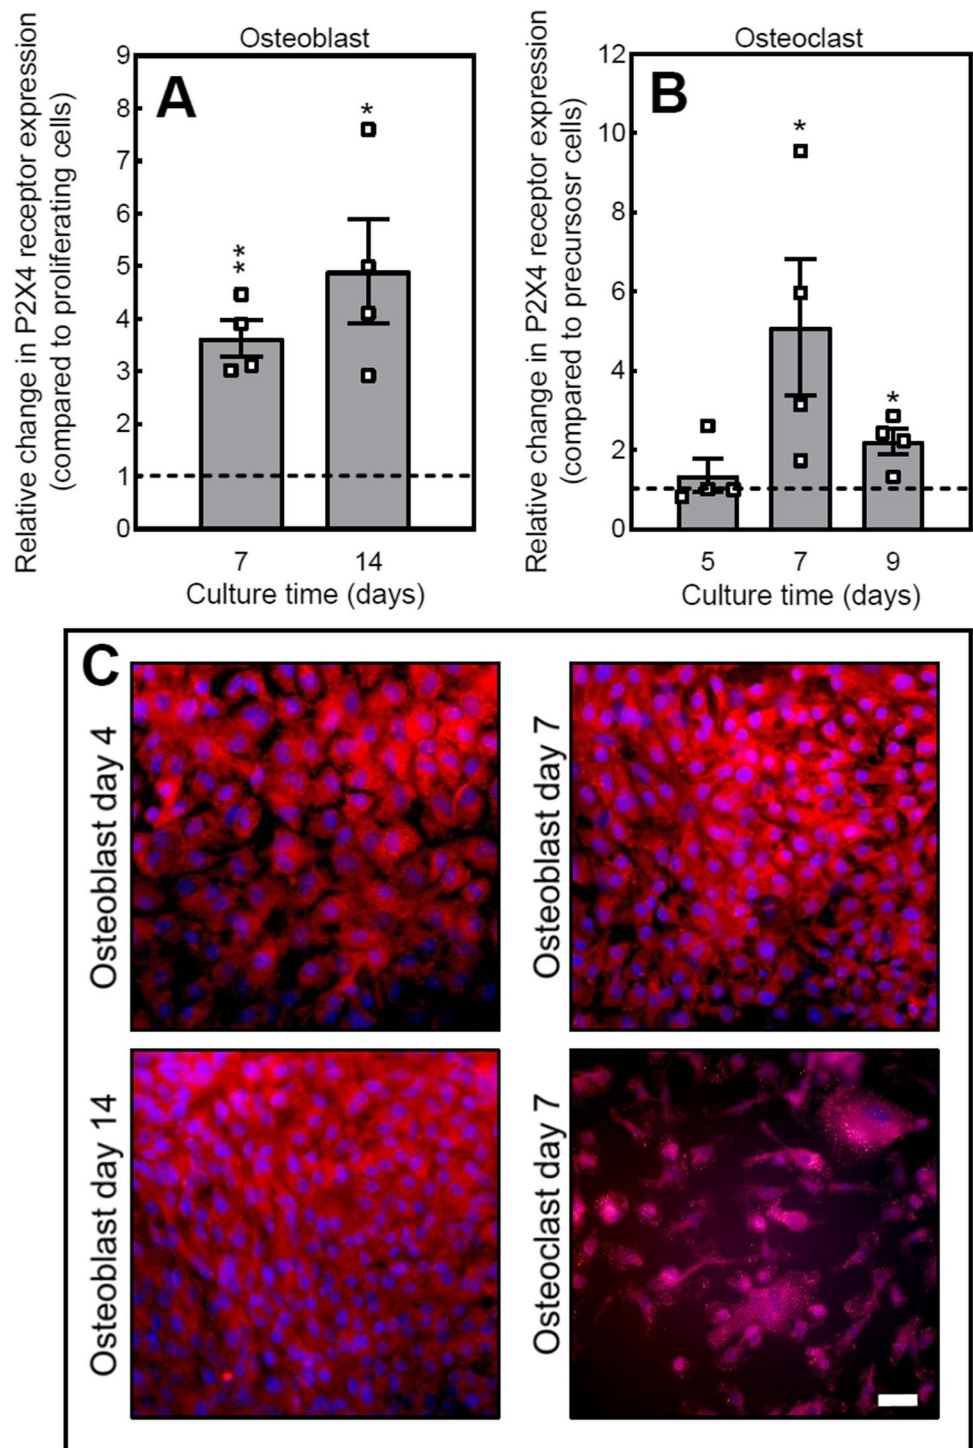 Osteoblast
A
Relative change in P2X4 receptor expression
(compared to proliferating cells)
9
8
7
6
5
4
3
2
1
0
*
*
*
7 14
Culture time (days)
Osteoclast
B
Relative change in P2X4 receptor expression
(compared to precursosr cells)
12
10
8
6
4
2
0
*
*
5 7 9
Culture time (days)
C
Osteoblast day 4
Osteoblast day 7
Osteoblast day 14
Osteoclast day 7